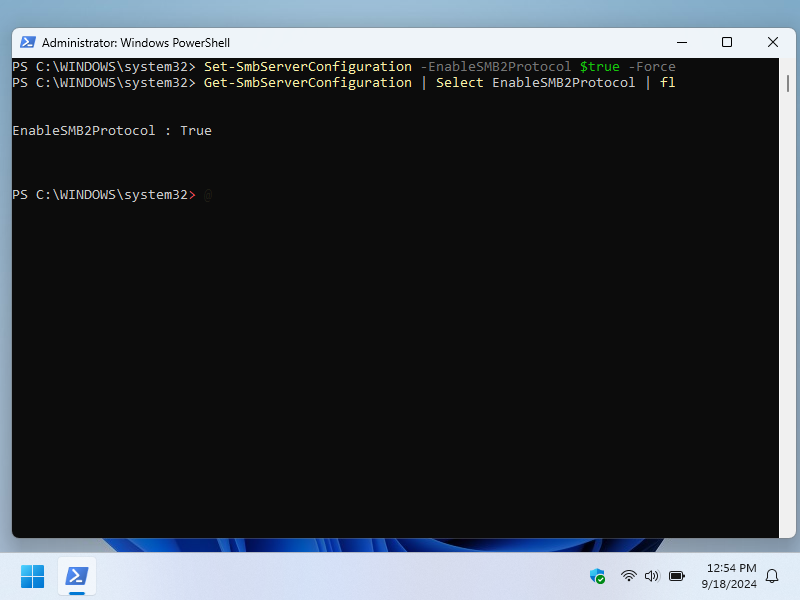 Administrator: Windows PowerShell
PS C:\WINDOWS\system32> Set-SmbServerConfiguration -EnableSMB2Protocol $true -Force
PS C:\WINDOWS\system32> Get-SmbServerConfiguration | Select EnableSMB2Protocol | fl
EnableSMB2Protocol : True
PS C:\WINDOWS\system32>
12:54 PM
9/18/2024